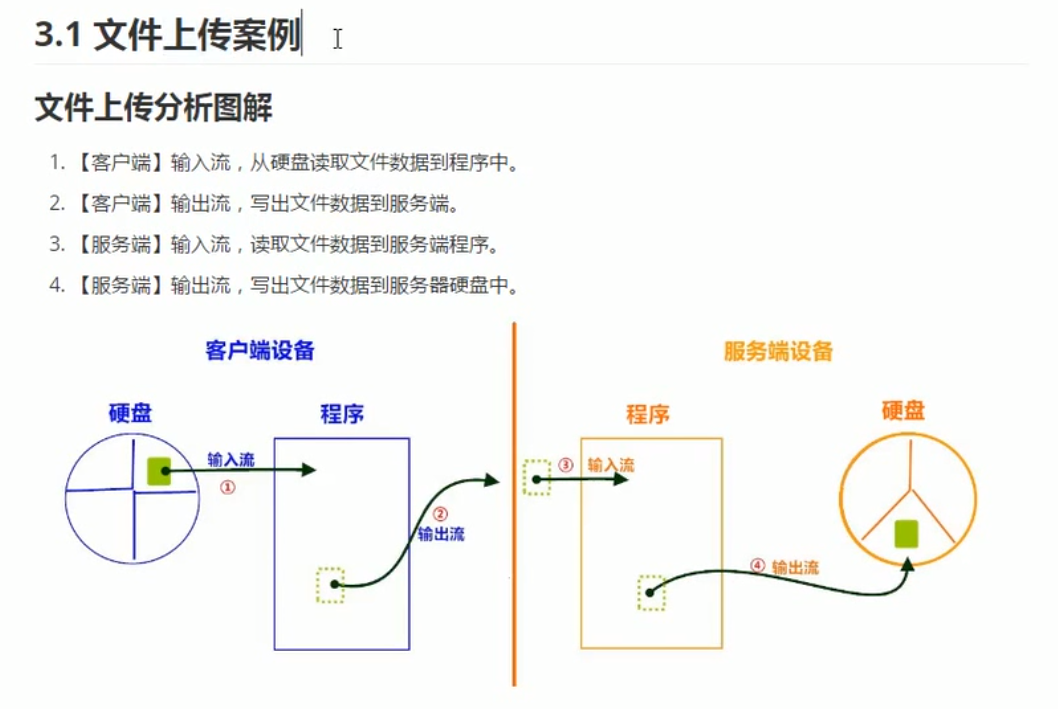 3.1 文件上传案例
文件上传分析图解
1. 【客户端】输入流，从硬盘读取文件数据到程序中。
2. 【客户端】输出流，写出文件数据到服务端。
3. 【服务端】输入流，读取文件数据到服务端程序。
4. 【服务端】输出流，写出文件数据到服务器硬盘中。
客户端设备
服务端设备
硬盘
程序
程序
硬盘
输入流
①
②
输出流
③ 输入流
④ 输出流